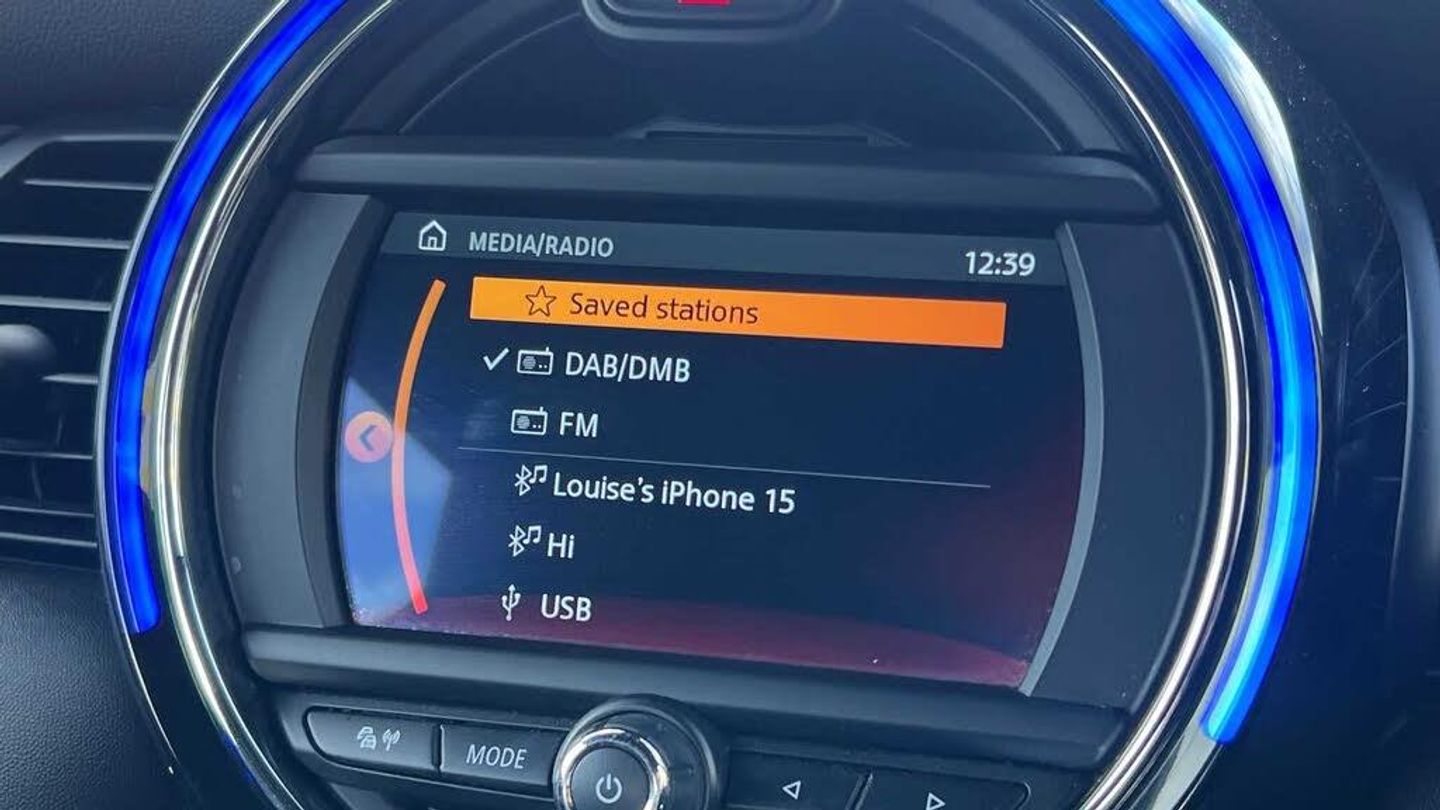 MEDIA/RADIO
12:39
Saved stations
DAB/DMB
FM
Louise's iPhone 15
Hi
USB
MODE